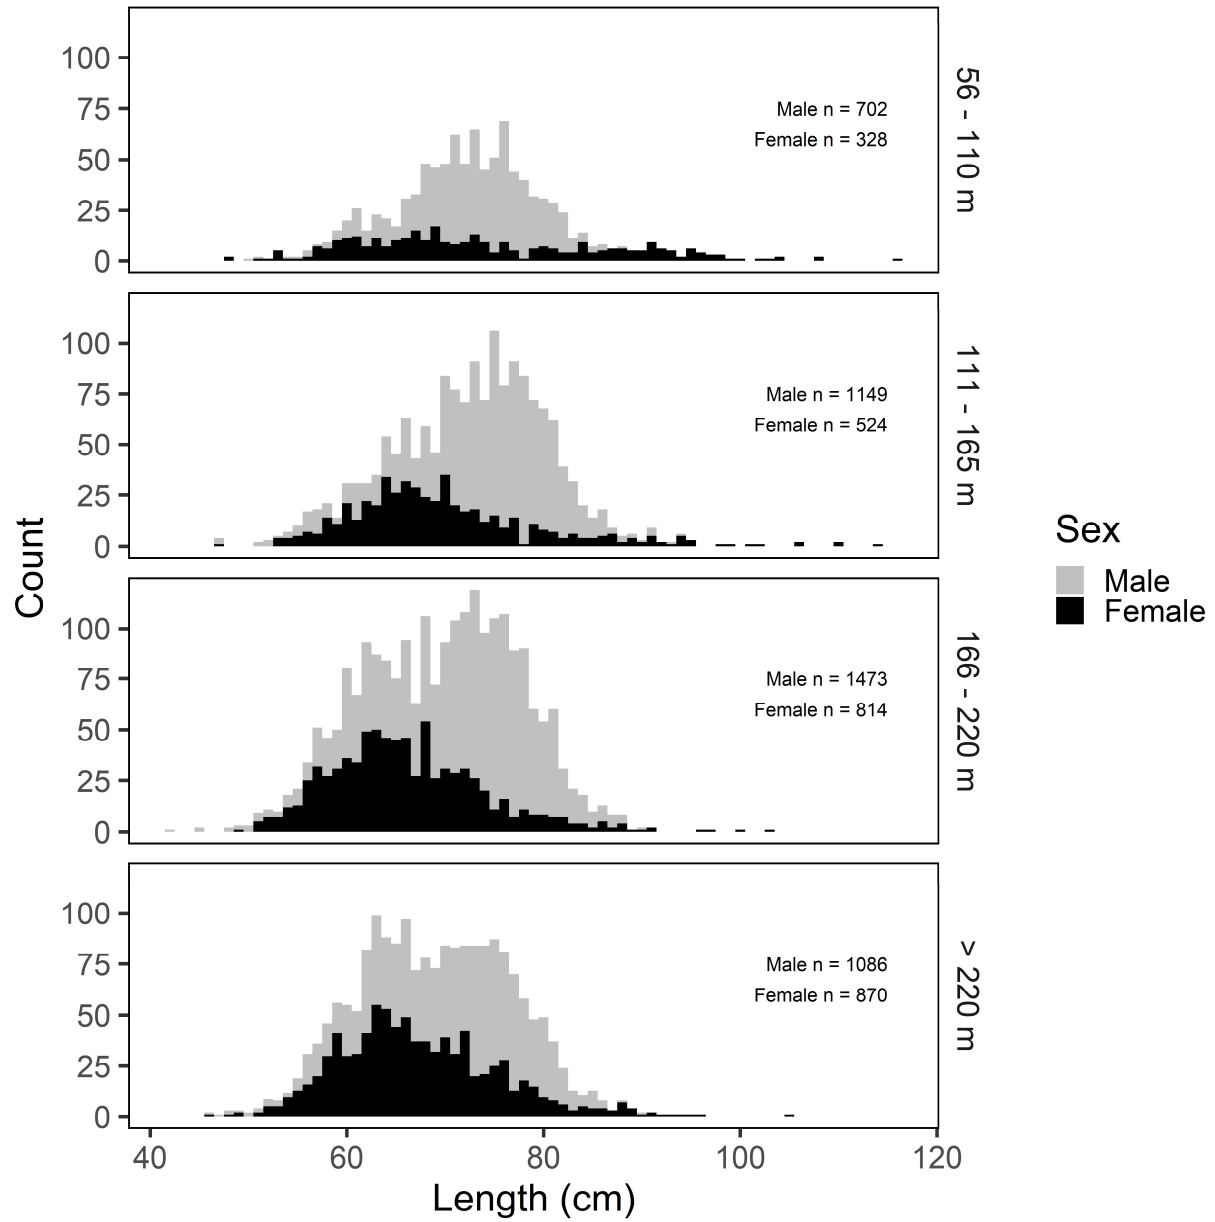 100
75
50
25
0
Male n = 702
Female n = 328
56 - 110 m
100
75
50
25
0
Male n = 1149
Female n = 524
111 - 165 m
100
75
50
25
0
Male n = 1473
Female n = 814
166 - 220 m
100
75
50
25
0
Male n = 1086
Female n = 870
> 220 m
40 60 80 100 120
Length (cm)
Count
Sex
Male
Female